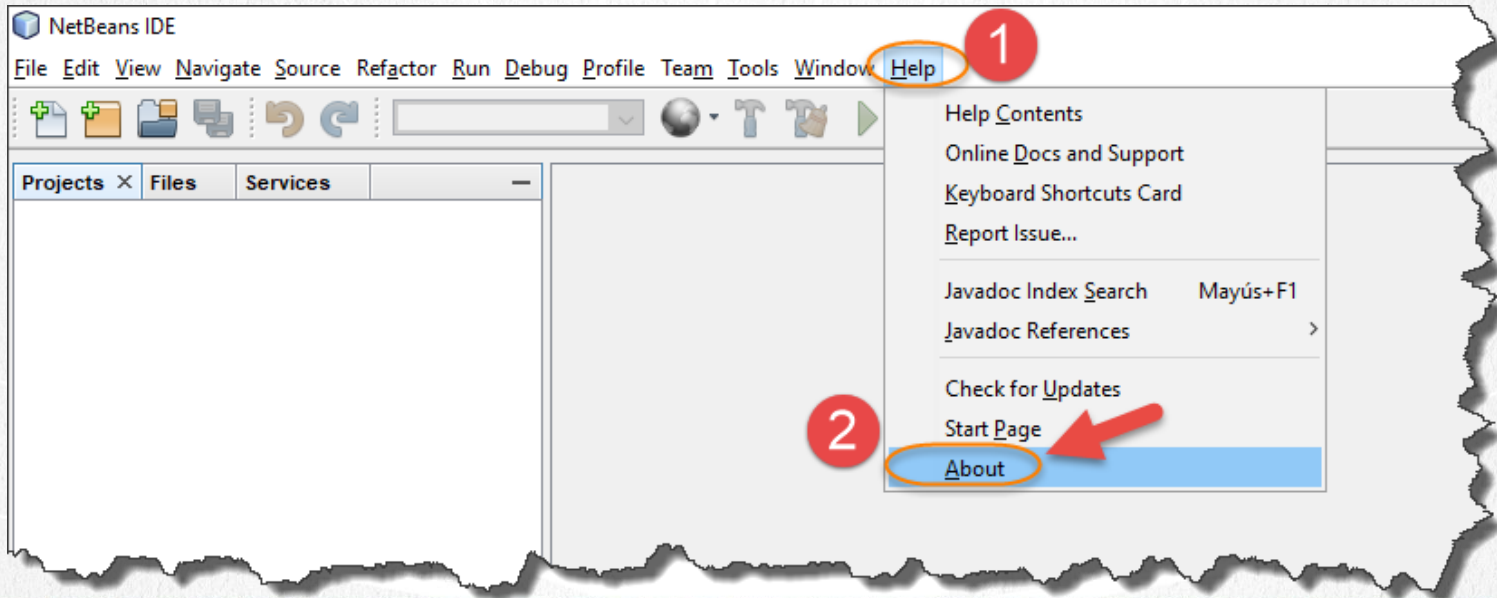 NetBeans IDE
File Edit View Navigate Source Refactor Run Debug Profile Team Tools Window Help
1
Projects × Files Services
Help Contents
Online Docs and Support
Keyboard Shortcuts Card
Report Issue...
Javadoc Index Search Mayús+F1
Javadoc References
Check for Updates
Start Page
2
About